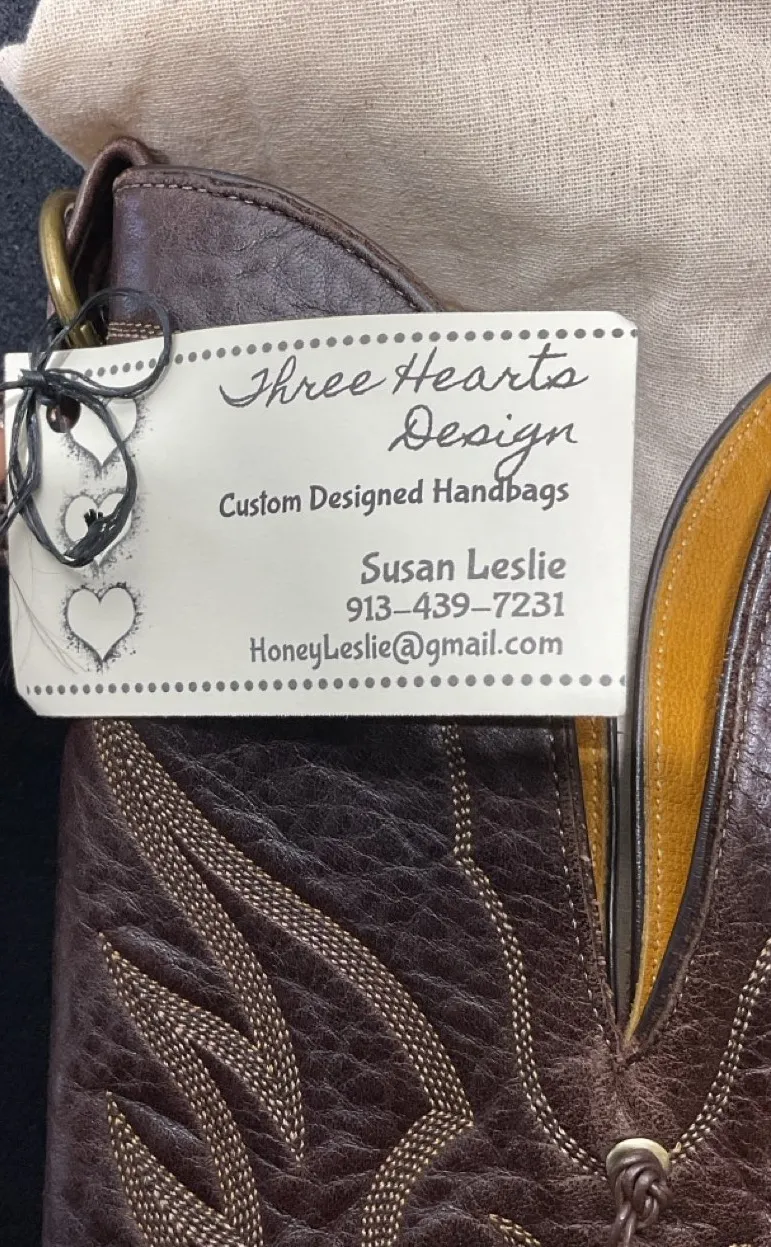 Three Hearts
Design
Custom Designed Handbags
Susan Leslie
913-439-7231
HoneyLeslie@gmail.com